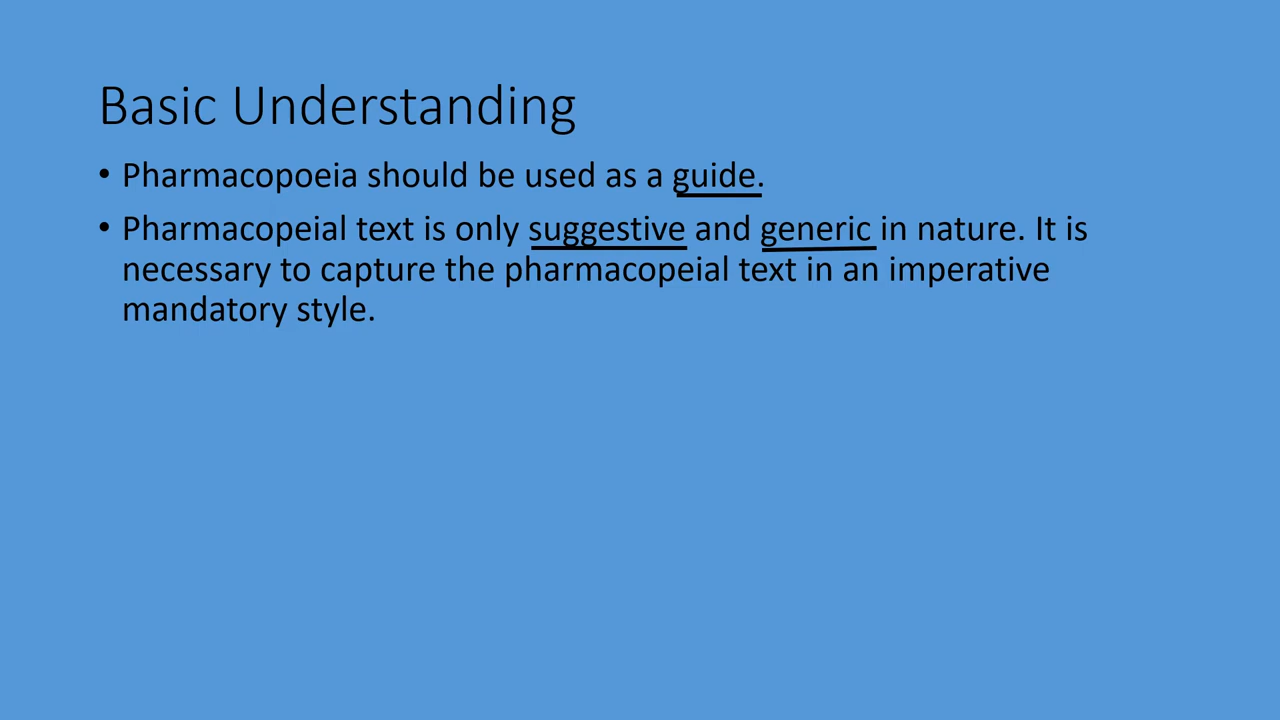 Basic Understanding
• Pharmacopoeia should be used as a guide.
• Pharmacopeial text is only suggestive and generic in nature. It is
necessary to capture the pharmacopeial text in an imperative
mandatory style.